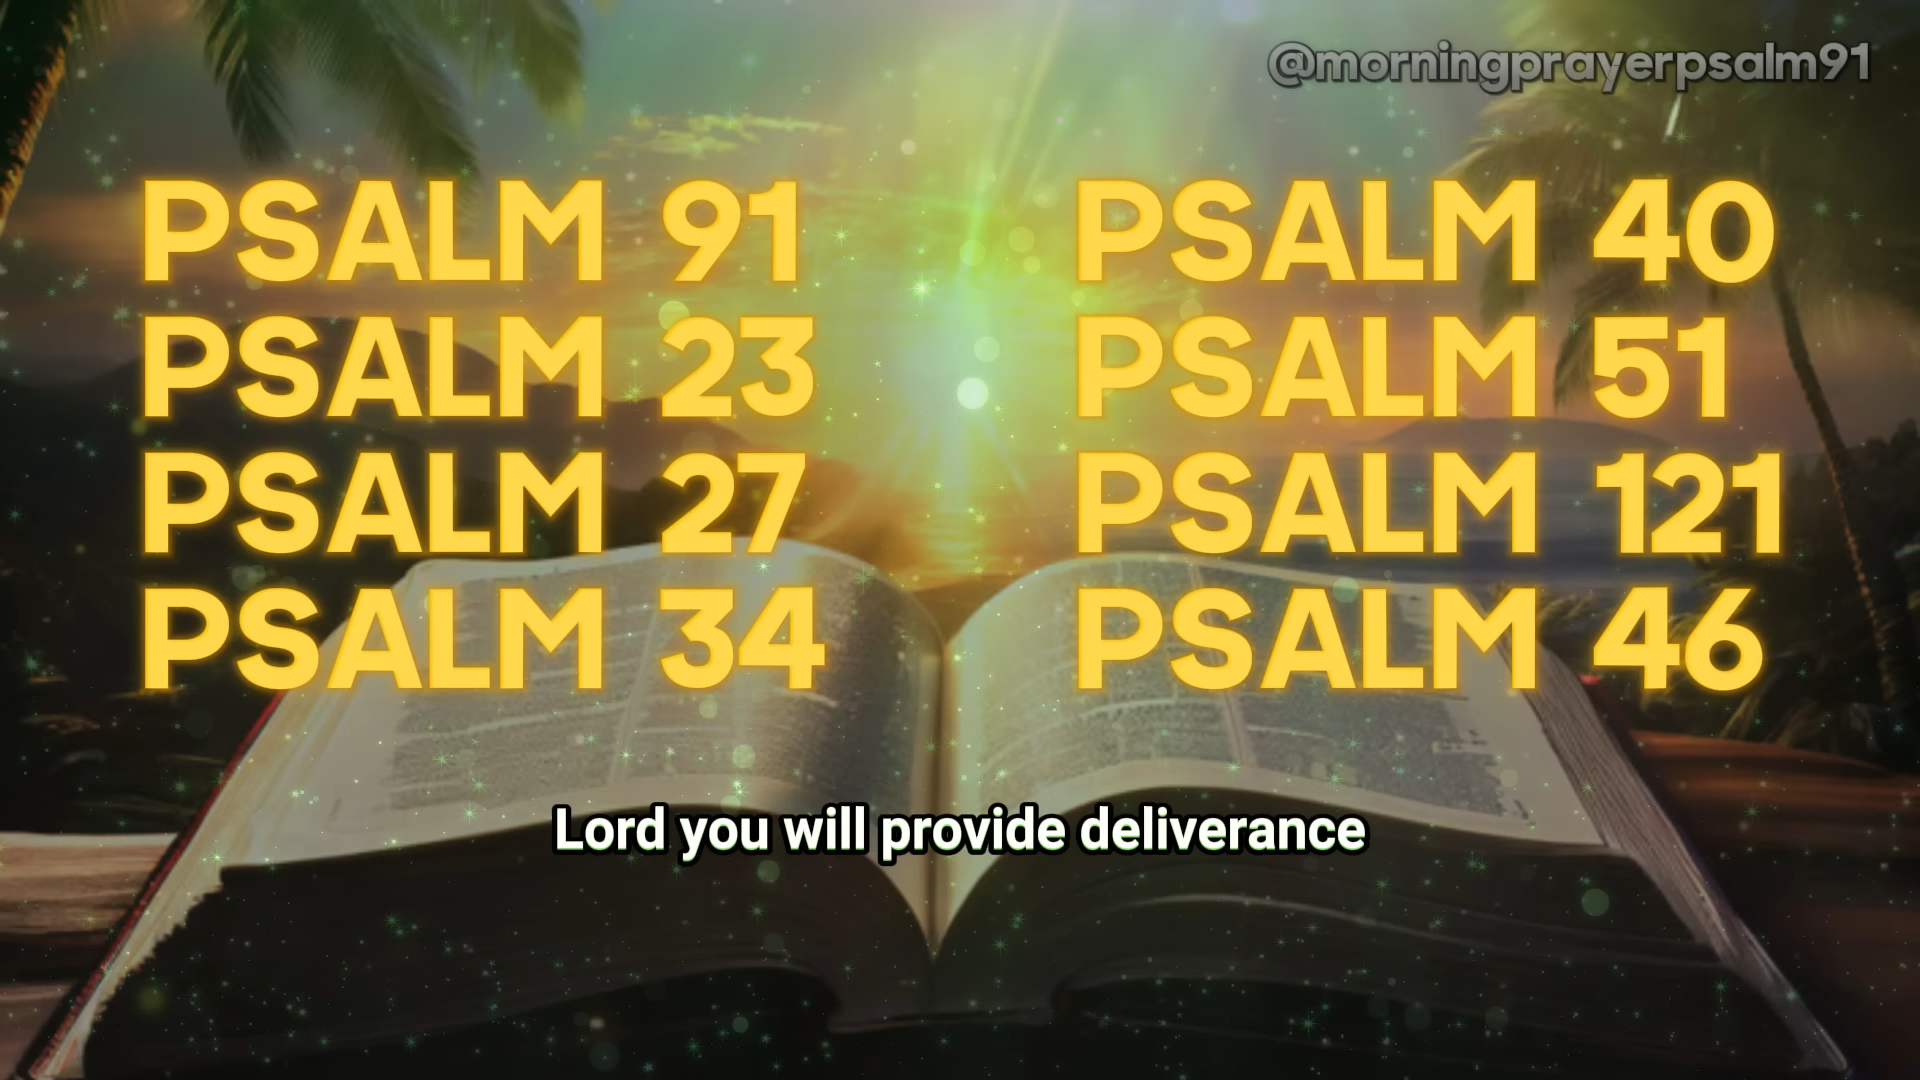 @morningprayerpsalm91
PSALM 91
PSALM 23
PSALM 27
PSALM 34
PSALM 40
PSALM 51
PSALM 121
PSALM 46
Lord you will provide deliverance